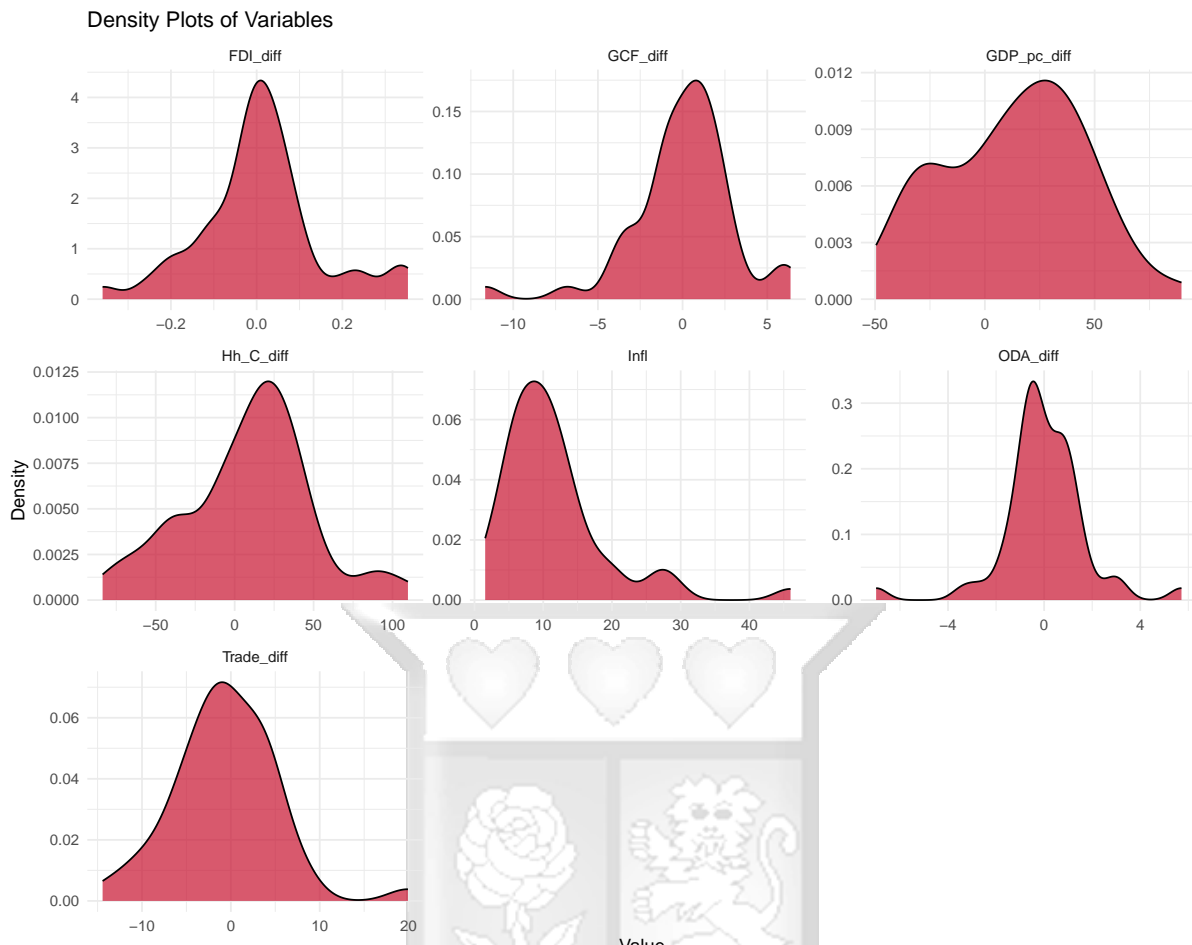 Density Plots of Variables
FDI_diff GCF_diff GDP_pc_diff
4 3 2 1 0
0.15 0.10 0.05 0.00
0.012 0.009 0.006 0.003 0.000
−0.2 0.0 0.2
−10 −5 0 5
−50 0 50
Hh_C_diff Infl ODA_diff
0.0125 0.0100 0.0075 0.0050 0.0025 0.0000
0.06 0.04 0.02 0.00
0.3 0.2 0.1 0.0
−50 0 50 100
0 10 20 30 40
−4 0 4
Density
Trade_diff
0.06 0.04 0.02 0.00
−10 0 10 20
Value